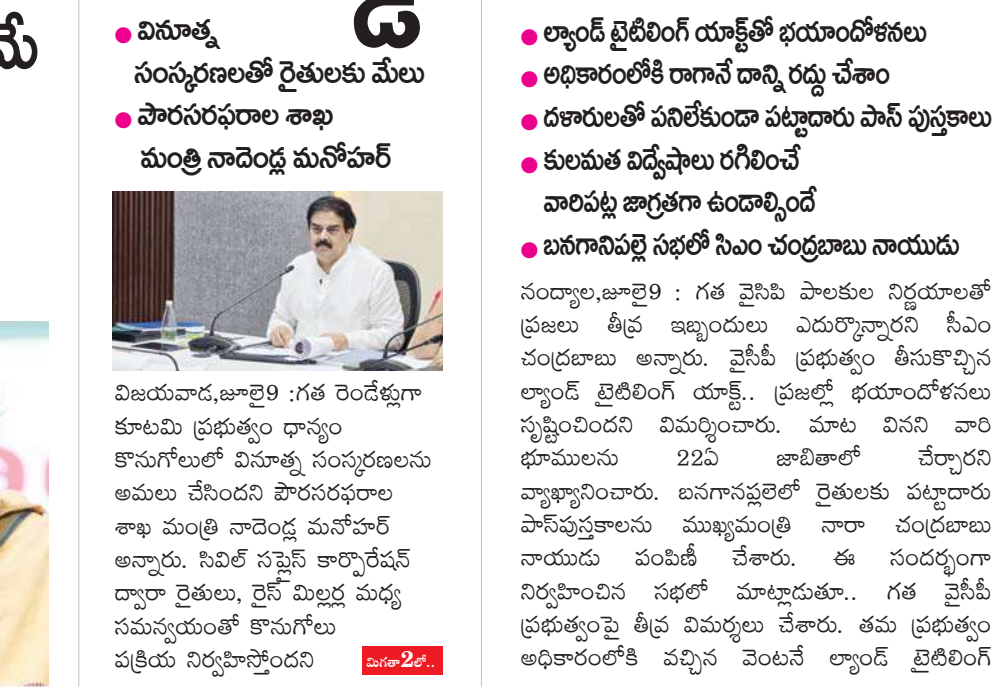 వినూత్న
సంస్కరణలతో రైతులకు మేలు
పౌరసరఫరాల శాఖ
మంత్రి నాదెండ్ల మనోహర్
విజయవాడ,జూలై9 :గత రెండేళ్లుగా
కూటమి ప్రభుత్వం ధాన్యం
కొనుగోలులో వినూత్న సంస్కరణలను
అమలు చేసిందని పౌరసరఫరాల
శాఖ మంత్రి నాదెండ్ల మనోహర్
అన్నారు. సివిల్ సప్లైస్ కార్పొరేషన్
ద్వారా రైతులు, రైస్ మిల్లర్ల మధ్య
సమన్వయంతో కొనుగోలు
పక్రియ నిర్వహిస్తోందని
మిగతా2లో..
ల్యాండ్ టైటిలింగ్ యాక్ట్‌తో భయాందోళనలు
అధికారంలోకి రాగానే దాన్ని రద్దు చేశాం
దళారులతో పనిలేకుండా పట్టాదారు పాస్ పుస్తకాలు
కులమత విద్వేషాలు రగిలించే
వారిపట్ల జాగ్రతగా ఉండాల్సిందే
బనగానిపల్లె సభలో సిఎం చంద్రబాబు నాయుడు
నంద్యాల,జూలై9 : గత వైసిపి పాలకుల నిర్ణయాలతో
ప్రజలు తీవ్ర ఇబ్బందులు ఎదుర్కొన్నారని సీఎం
చంద్రబాబు అన్నారు. వైసీపీ ప్రభుత్వం తీసుకొచ్చిన
ల్యాండ్ టైటిలింగ్ యాక్ట్.. ప్రజల్లో భయాందోళనలు
సృష్టించిందని విమర్శించారు. మాట వినని వారి
భూములను 22ఏ జాబితాలో చేర్చారని
వ్యాఖ్యానించారు. బనగానపల్లెలో రైతులకు పట్టాదారు
పాస్‌పుస్తకాలను ముఖ్యమంత్రి నారా చంద్రబాబు
నాయుడు పంపిణీ చేశారు. ఈ సందర్భంగా
నిర్వహించిన సభలో మాట్లాడుతూ.. గత వైసీపీ
ప్రభుత్వంపై తీవ్ర విమర్శలు చేశారు. తమ ప్రభుత్వం
అధికారంలోకి వచ్చిన వెంటనే ల్యాండ్ టైటిలింగ్